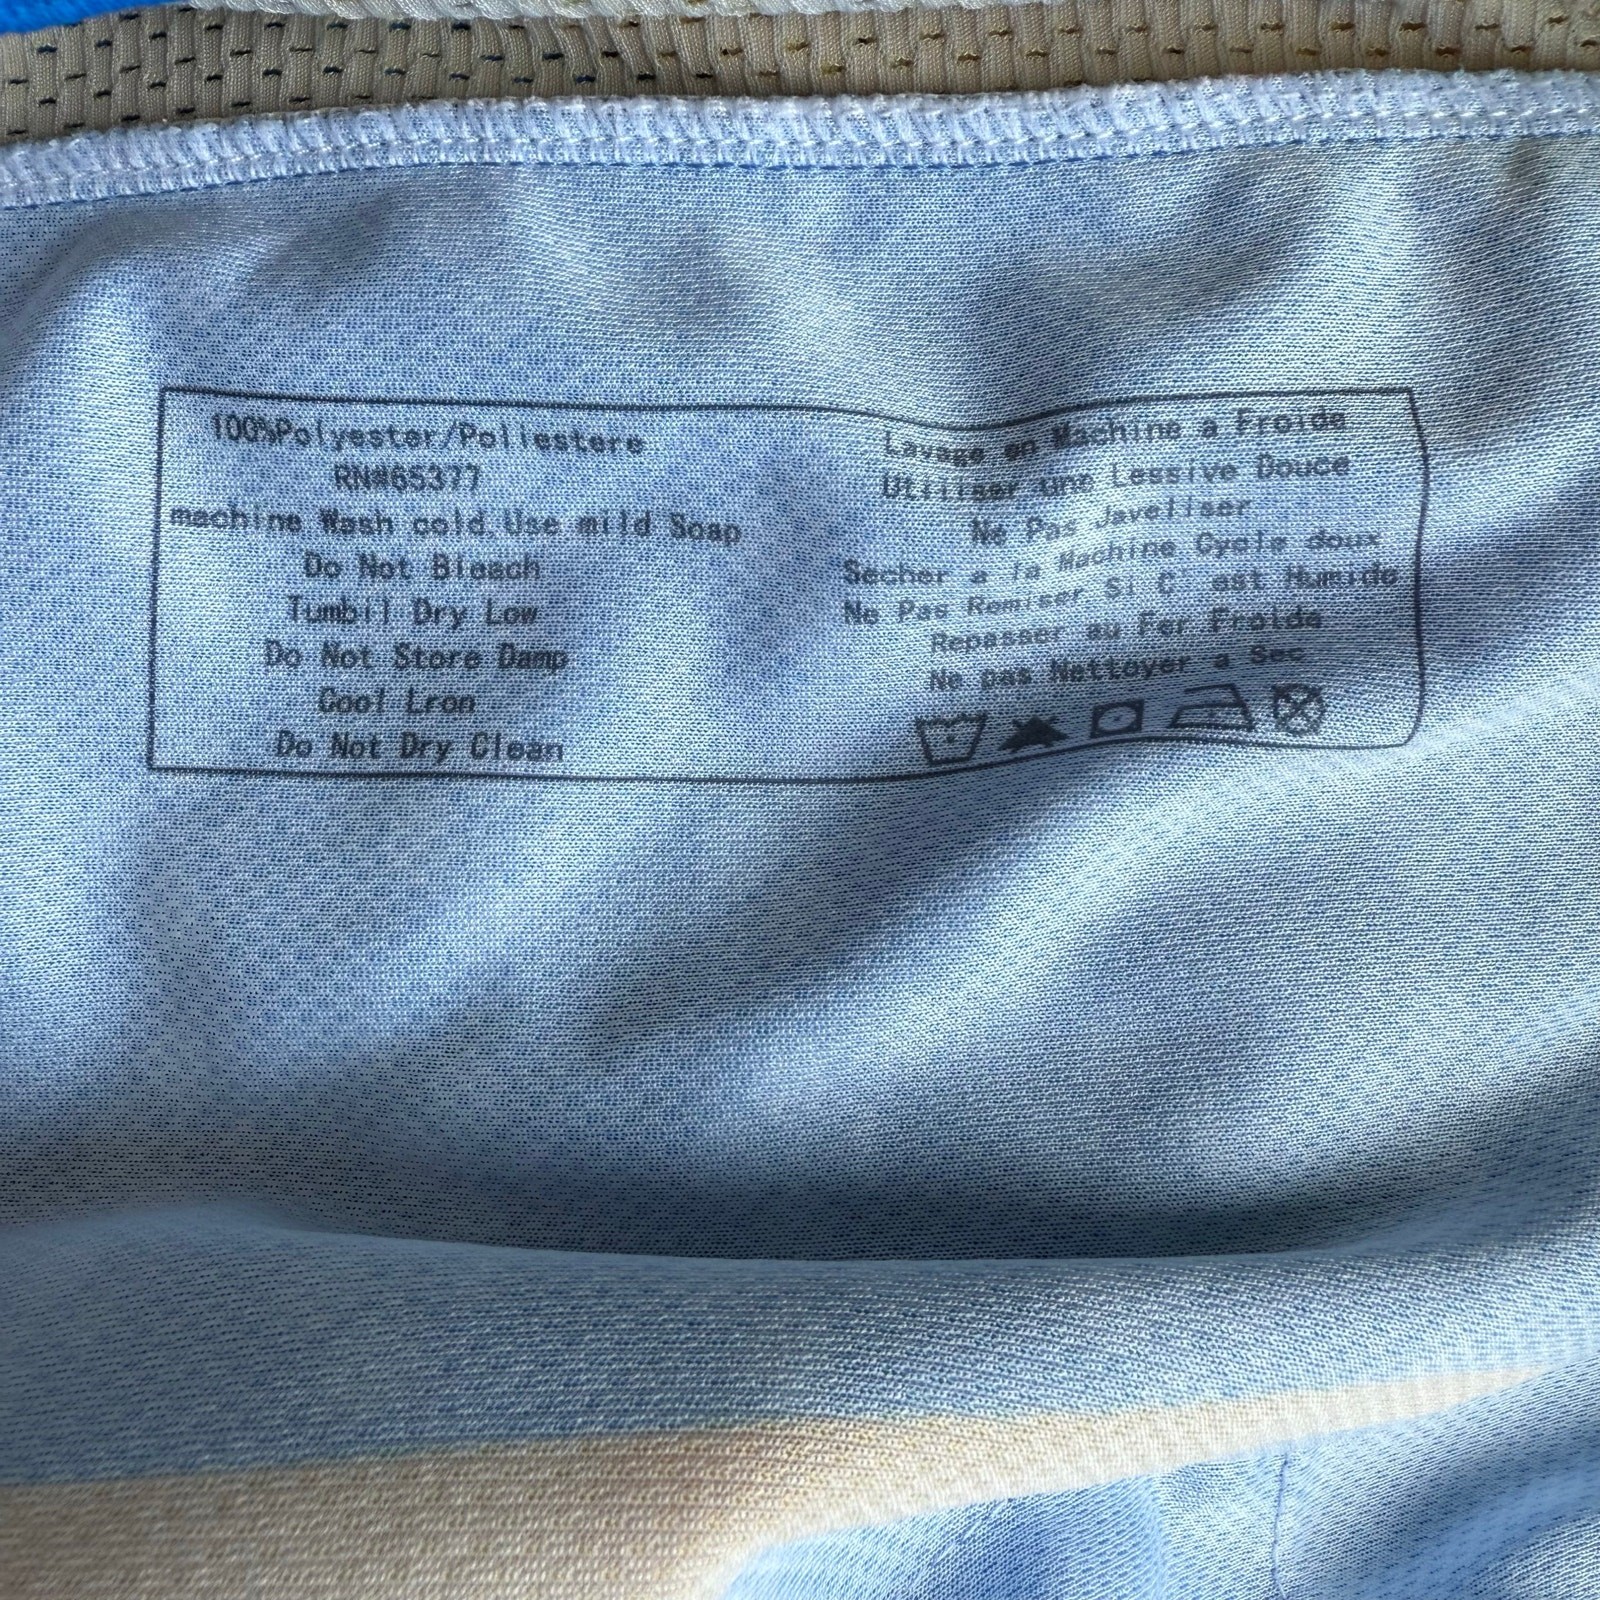 100%Polyester/Poliestere
RN#65377
machine Wash cold.Use mild Soap
Do Not Bleach
Tumbil Dry Low
Do Not Store Damp
Cool Lron
Do Not Dry Clean
Lavage en Machine a Froide
Utiliser une Lessive Douce
Ne Pas Javeliser
Secher a la Machine Cycle doux
Ne Pas Remiser Si C' est Humide
Repasser au Fer Froide
Ne pas Nettoyer a Sec